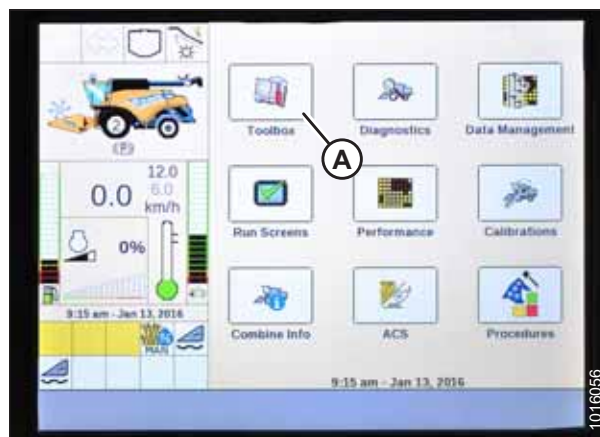 Toolbox
Diagnostics
Data Management
A
2
(P)
12.0
0.0
6.0
km/h
Run Screens
Performance
Calibrations
0%
9:15 am - Jan 13, 2016
MAN
Combine Info
ACS
Procedures
9:15 am - Jan 13, 2016
1016056